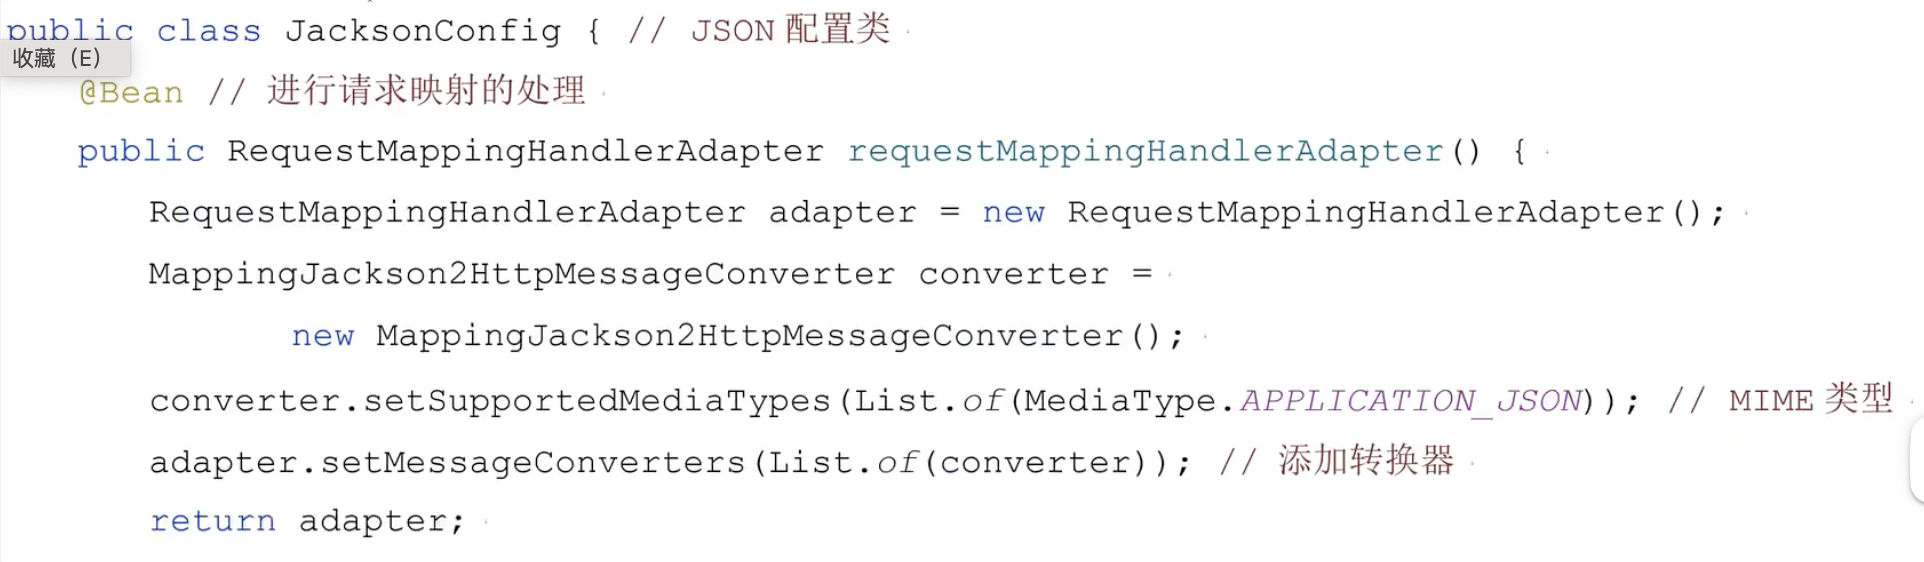 public class JacksonConfig { // JSON 配置类
收藏（E）
@Bean // 进行请求映射的处理
public RequestMappingHandlerAdapter requestMappingHandlerAdapter() {
RequestMappingHandlerAdapter adapter = new RequestMappingHandlerAdapter();
MappingJackson2HttpMessageConverter converter =
new MappingJackson2HttpMessageConverter();
converter.setSupportedMediaTypes(List.of(MediaType.APPLICATION_JSON)); // MIME 类型
adapter.setMessageConverters(List.of(converter)); // 添加转换器
return adapter;